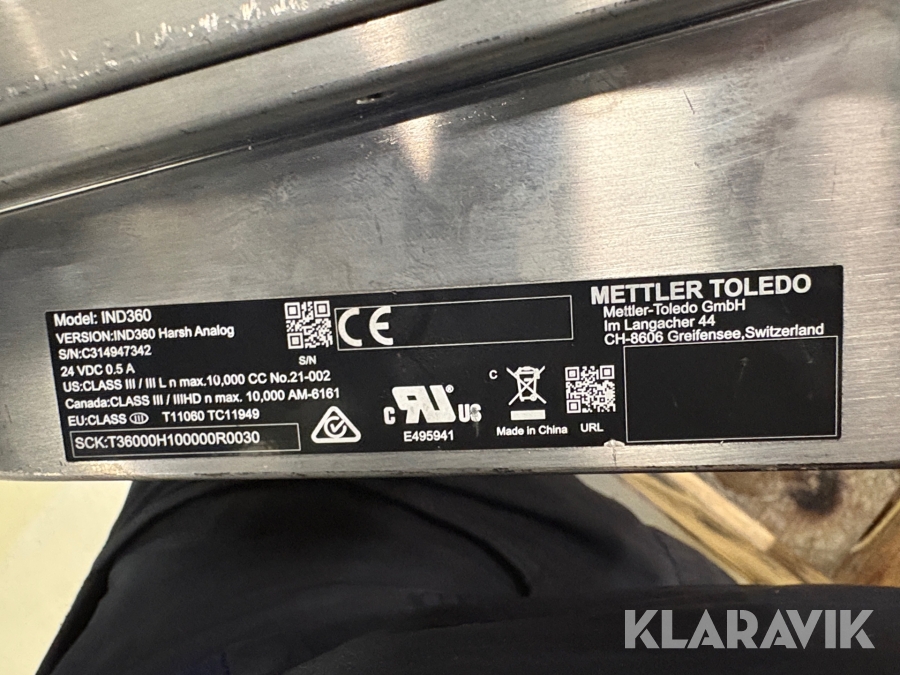 Model: IND360
VERSION:IND360 Harsh Analog
S/N:C314947342
24 VDC 0.5 A
US:CLASS III / III L n max.10,000 CC No.21-002
Canada:CLASS III / IIIHD n max. 10,000 AM-6161
EU:CLASS III T11060 TC11949
SCK:T36000H100000R0030
S/N
CE
C RU US
E495941
C
Made in China
URL
METTLER TOLEDO
Mettler-Toledo GmbH
Im Langacher 44
CH-8606 Greifensee,Switzerland
KLARAVIK